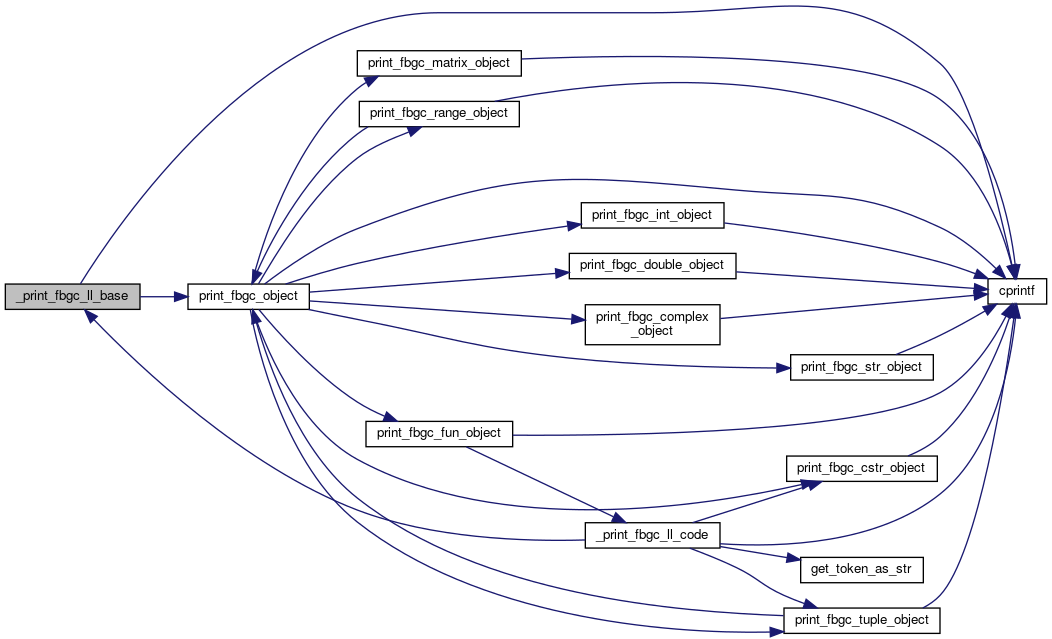 print_fbgc_matrix_object
print_fbgc_range_object
print_fbgc_int_object
print_fbgc_double_object
_print_fbgc_ll_base
print_fbgc_object
cprintf
print_fbgc_complex
_object
print_fbgc_str_object
print_fbgc_fun_object
print_fbgc_cstr_object
_print_fbgc_ll_code
get_token_as_str
print_fbgc_tuple_object